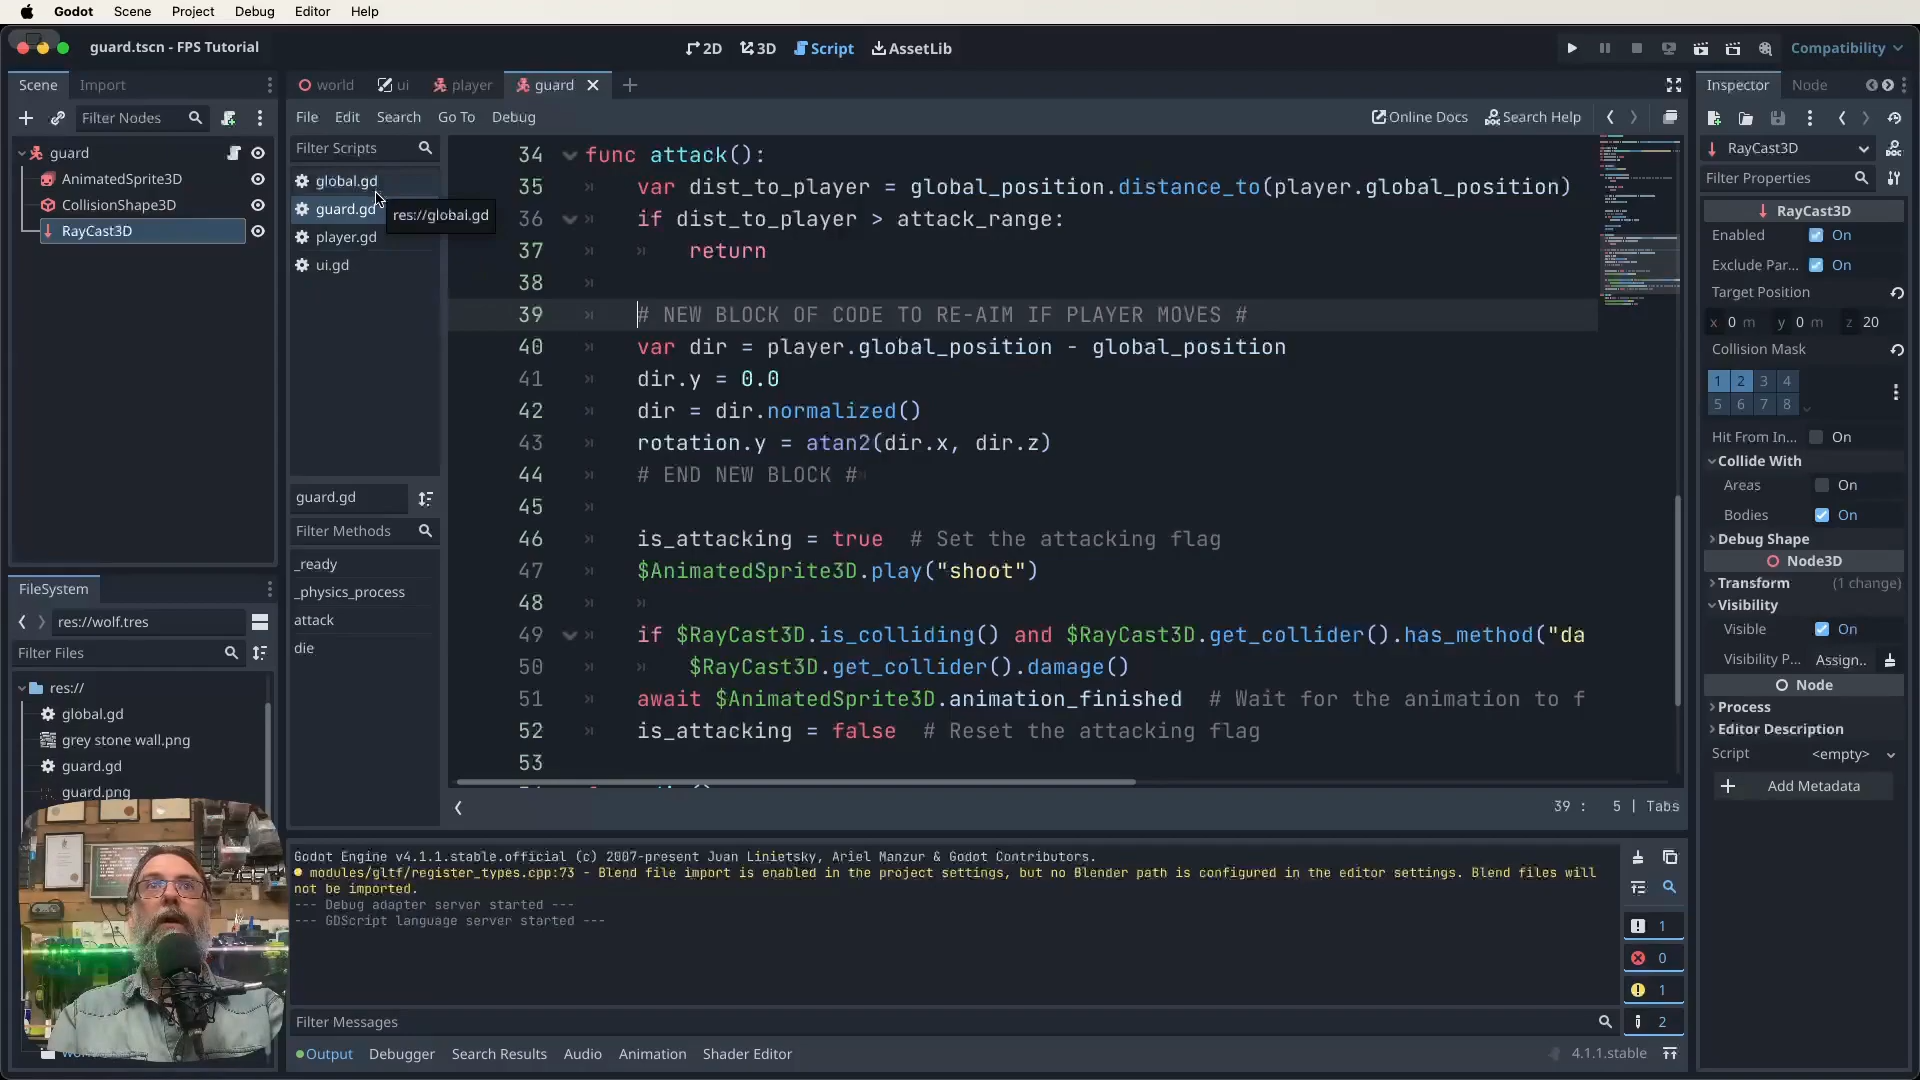 Godot Scene Project Debug Editor Help
guard.tscn - FPS Tutorial
2D 3D Script AssetLib
Compatibility
Scene Import
world ui player guard
Inspector Node
Filter Nodes
File Edit Search Go To Debug
Online Docs Search Help
guard
AnimatedSprite3D
CollisionShape3D
RayCast3D
Filter Scripts
global.gd
guard.gd
res://global.gd
player.gd
ui.gd
guard.gd
Filter Methods
_ready
_physics_process
attack
die
34 func attack():
35 var dist_to_player = global_position.distance_to(player.global_position)
36 if dist_to_player > attack_range:
37 return
38
39 # NEW BLOCK OF CODE TO RE-AIM IF PLAYER MOVES #
40 var dir = player.global_position - global_position
41 dir.y = 0.0
42 dir = dir.normalized()
43 rotation.y = atan2(dir.x, dir.z)
44 # END NEW BLOCK #
45
46 is_attacking = true # Set the attacking flag
47 $AnimatedSprite3D.play("shoot")
48
49 if $RayCast3D.is_colliding() and $RayCast3D.get_collider().has_method("da
50 $RayCast3D.get_collider().damage()
51 await $AnimatedSprite3D.animation_finished # Wait for the animation to f
52 is_attacking = false # Reset the attacking flag
53
39 : 5 | Tabs
FileSystem
res://wolf.tres
Filter Files
res://
global.gd
grey stone wall.png
guard.gd
guard.png
RayCast3D
Filter Properties
RayCast3D
Enabled On
Exclude Par... On
Target Position
x 0 m y 0 m z 20
Collision Mask
1 2 3 4
5 6 7 8
Hit From In... On
Collide With
Areas On
Bodies On
Debug Shape
Node3D
Transform (1 change)
Visibility
Visible On
Visibility P... Assign..
Node
Process
Editor Description
Script <empty>
Add Metadata
Godot Engine v4.1.1.stable.official (c) 2007-present Juan Linietsky, Ariel Manzur & Godot Contributors.
modules/gltf/register_types.cpp:73 - Blend file import is enabled in the project settings, but no Blender path is configured in the editor settings. Blend files will
not be imported.
--- Debug adapter server started ---
--- GDScript language server started ---
1
0
1
2
Filter Messages
Output Debugger Search Results Audio Animation Shader Editor
4.1.1.stable